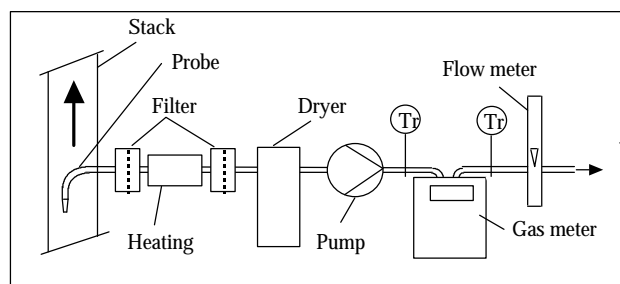 Stack
Probe
Filter
Dryer
Flow meter
Tr
Tr
Heating
Pump
Gas meter